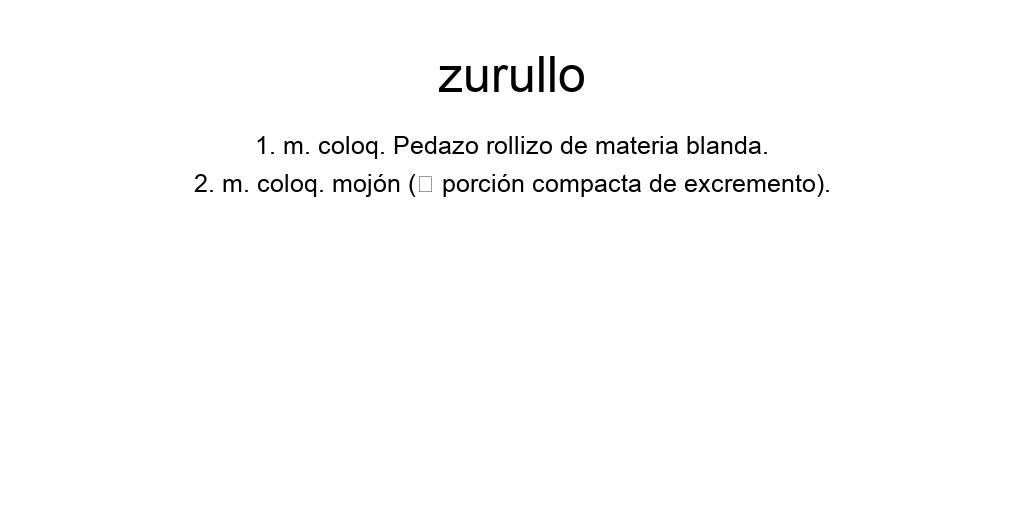 zurullo
1. m. coloq. Pedazo rollizo de materia blanda.
2. m. coloq. mojón (□ porción compacta de excremento).